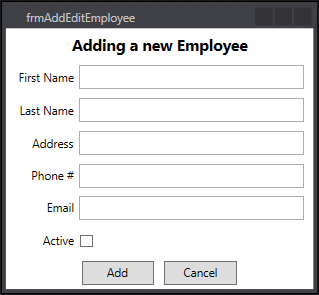 frmAddEditEmployee
Adding a new Employee
First Name
Last Name
Address
Phone #
Email
Active
Add Cancel